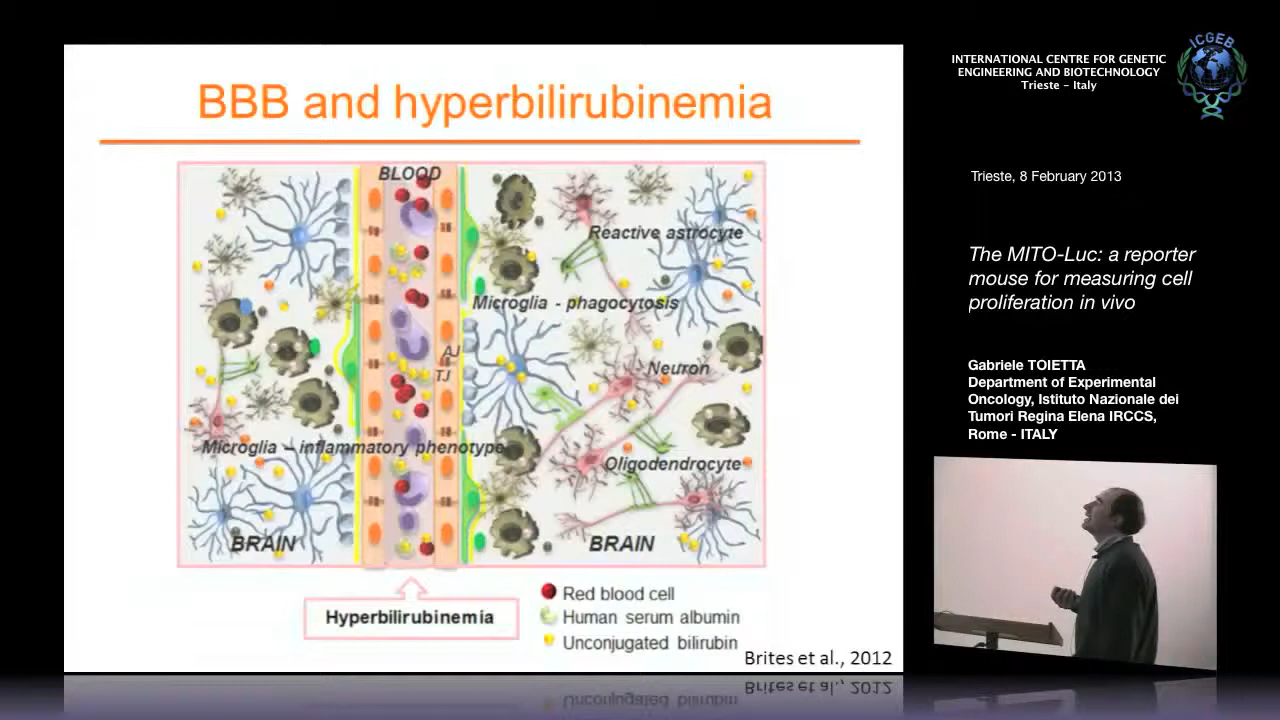 BBB and hyperbilirubinemia
BLOOD
Reactive astrocyte
Microglia - phagocytosis
AJ
TJ
Neuron
Microglia – inflammatory phenotype
Oligodendrocyte
BRAIN
BRAIN
Hyperbilirubinemia
Red blood cell
Human serum albumin
Unconjugated bilirubin
Brites et al., 2012
INTERNATIONAL CENTRE FOR GENETIC
ENGINEERING AND BIOTECHNOLOGY
Trieste - Italy
ICGEB
Trieste, 8 February 2013
The MITO-Luc: a reporter
mouse for measuring cell
proliferation in vivo
Gabriele TOIETTA
Department of Experimental
Oncology, Istituto Nazionale dei
Tumori Regina Elena IRCCS,
Rome - ITALY